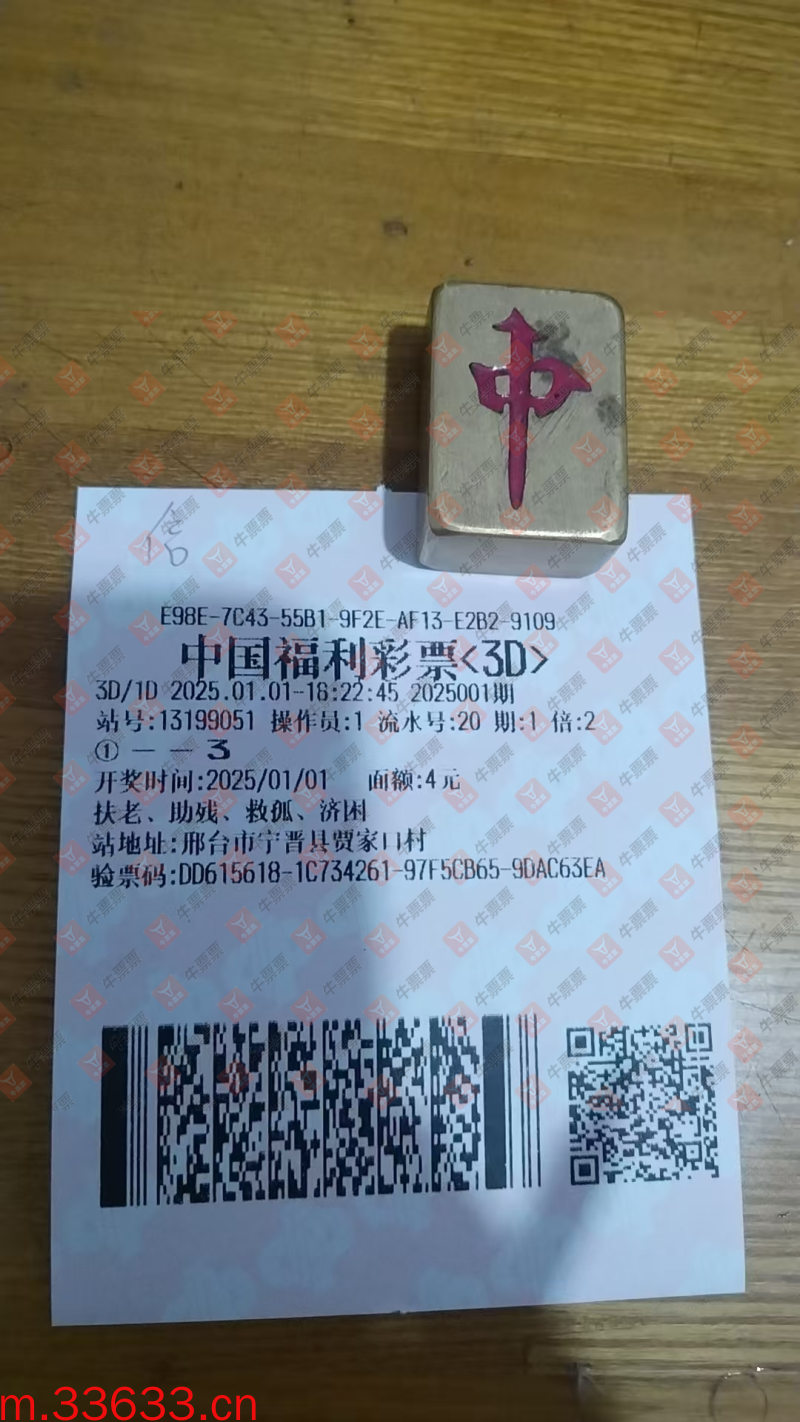 中
E98E-7C43-55B1-9F2E-AF13-E2B2-9109
中国福利彩票<3D>
3D/1D 2025.01.01-18:22:45 2025001期
站号:13199051 操作员:1 流水号:20 期:1 倍:2
① — — 3
开奖时间:2025/01/01 面额:4元
扶老、助残、救孤、济困
站地址:邢台市宁晋县贾家口村
验票码:DD615618-1C734261-97F5CB65-9DAC63EA
牛票票
m.33633.cn